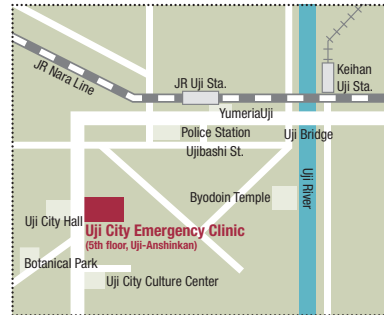 JR Nara Line
JR Uji Sta.
Keihan
Uji Sta.
YumeriaUji
Police Station
Uji Bridge
Ujibashi St.
Uji River
Byodoin Temple
Uji City Hall
Uji City Emergency Clinic
(5th floor, Uji-Anshinkan)
Botanical Park
Uji City Culture Center